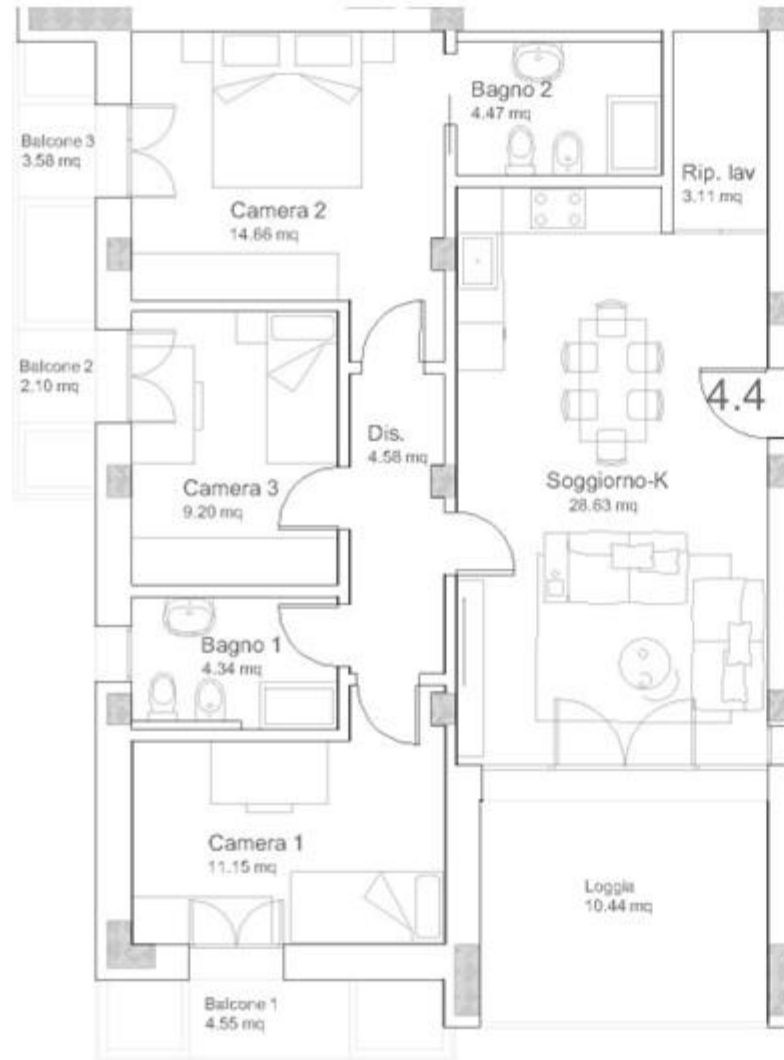 Bagno 2
4.47 mq
Balcone 3
3.58 mq
Rip. lav
3.11 mq
Camera 2
14.66 mq
Balcone 2
2.10 mq
4.4
Dis.
4.58 mq
Camera 3
9.20 mq
Soggiorno-K
28.63 mq
Bagno 1
4.34 mq
Camera 1
11.15 mq
Loggia
10.44 mq
Balcone 1
4.55 mq